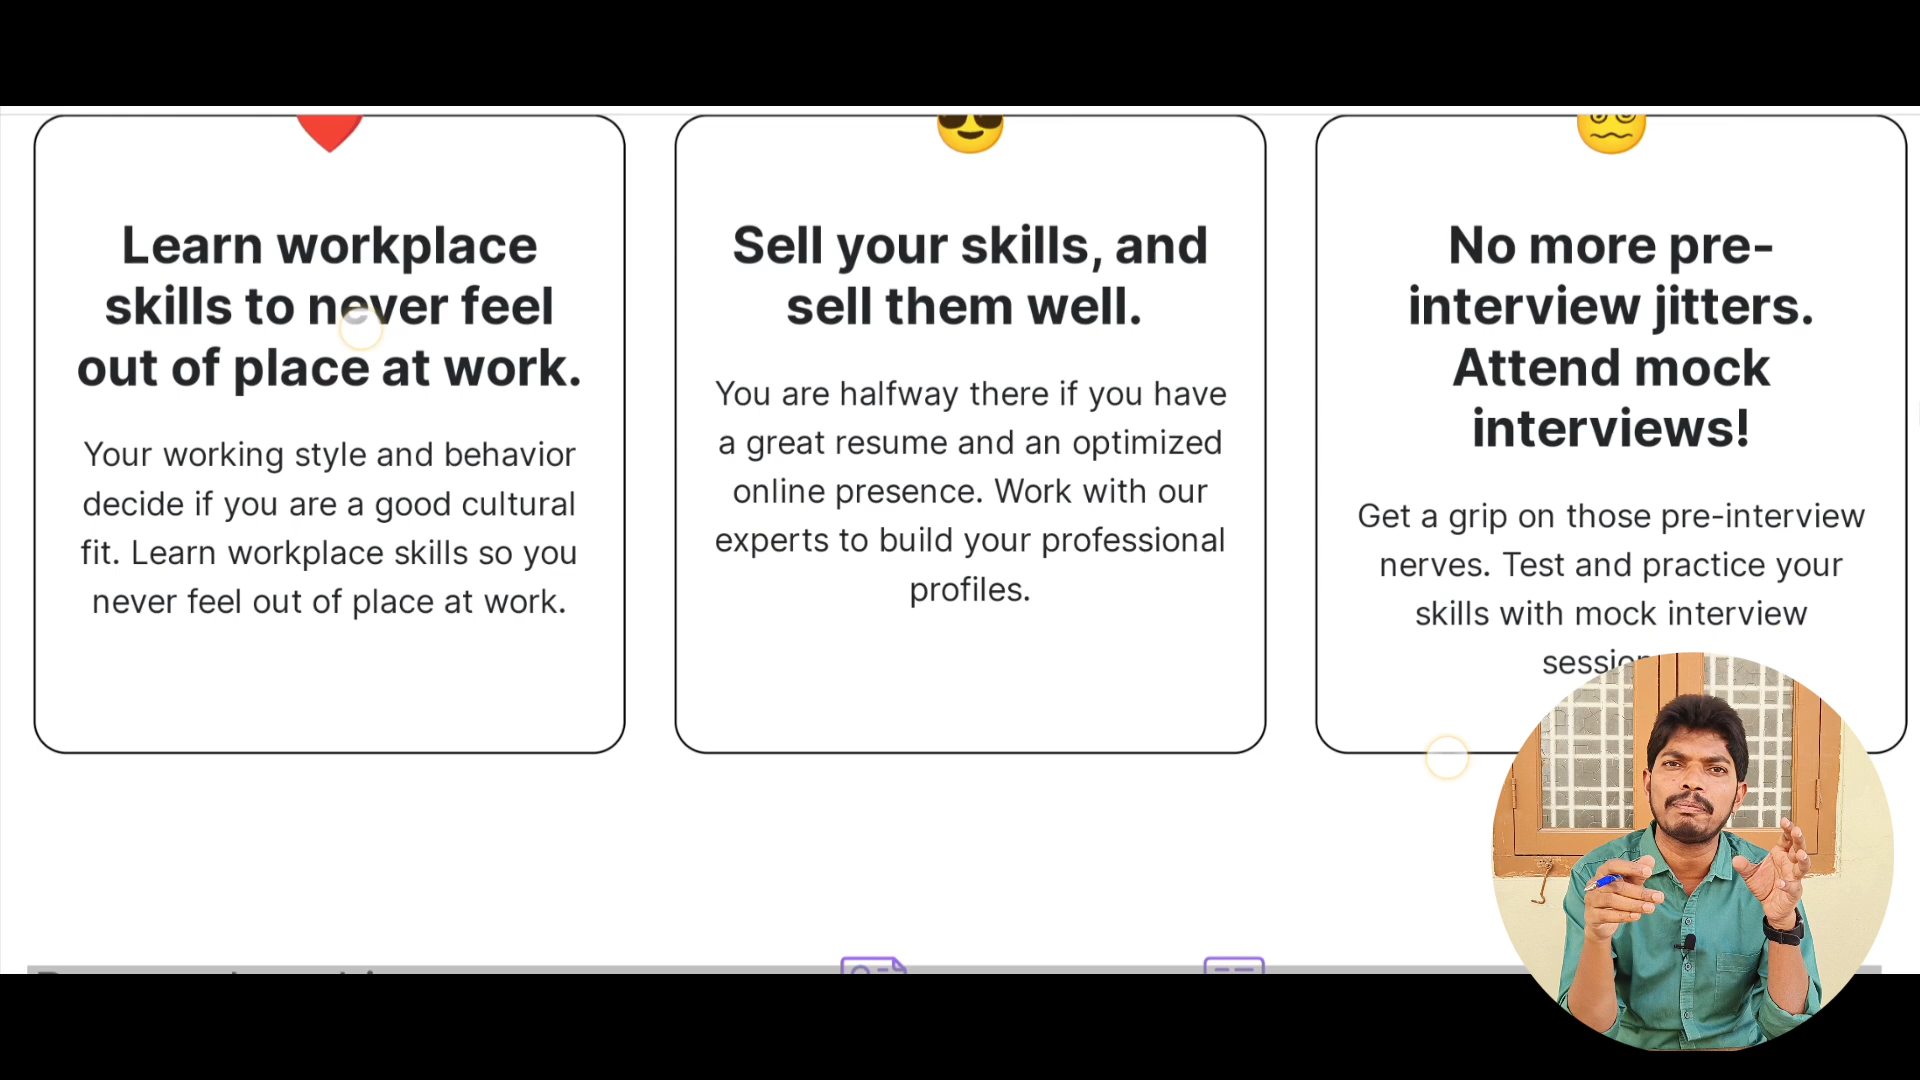 Learn workplace
skills to never feel
out of place at work.
Your working style and behavior
decide if you are a good cultural
fit. Learn workplace skills so you
never feel out of place at work.
Sell your skills, and
sell them well.
You are halfway there if you have
a great resume and an optimized
online presence. Work with our
experts to build your professional
profiles.
No more pre-
interview jitters.
Attend mock
interviews!
Get a grip on those pre-interview
nerves. Test and practice your
skills with mock interview